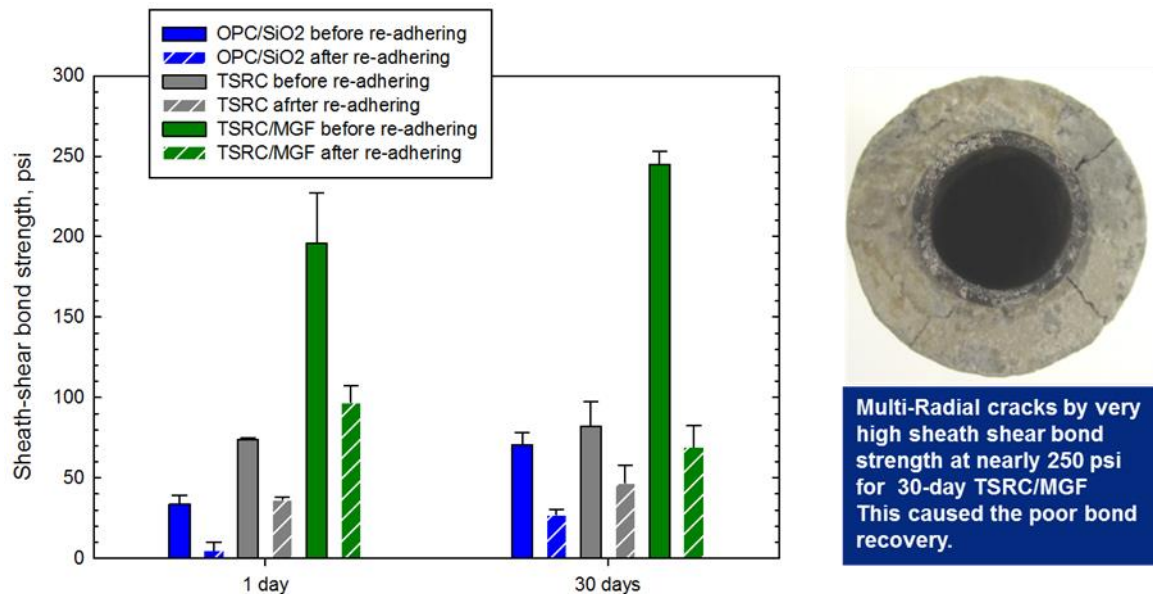 OPC/SiO2 before re-adhering
OPC/SiO2 after re-adhering
TSRC before re-adhering
TSRC afrter re-adhering
TSRC/MGF before re-adhering
TSRC/MGF after re-adhering
Sheath-shear bond strength, psi
300
250
200
150
100
50
0
1 day
30 days
Multi-Radial cracks by very
high sheath shear bond
strength at nearly 250 psi
for 30-day TSRC/MGF
This caused the poor bond
recovery.